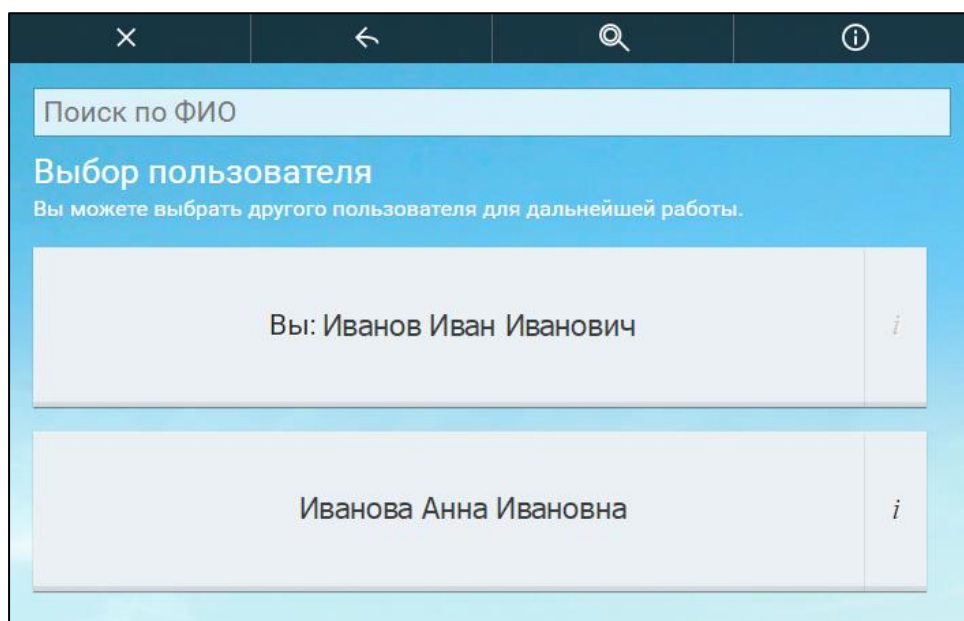 Поиск по ФИО
Выбор пользователя
Вы можете выбрать другого пользователя для дальнейшей работы.
Вы: Иванов Иван Иванович
i
Иванова Анна Ивановна
i